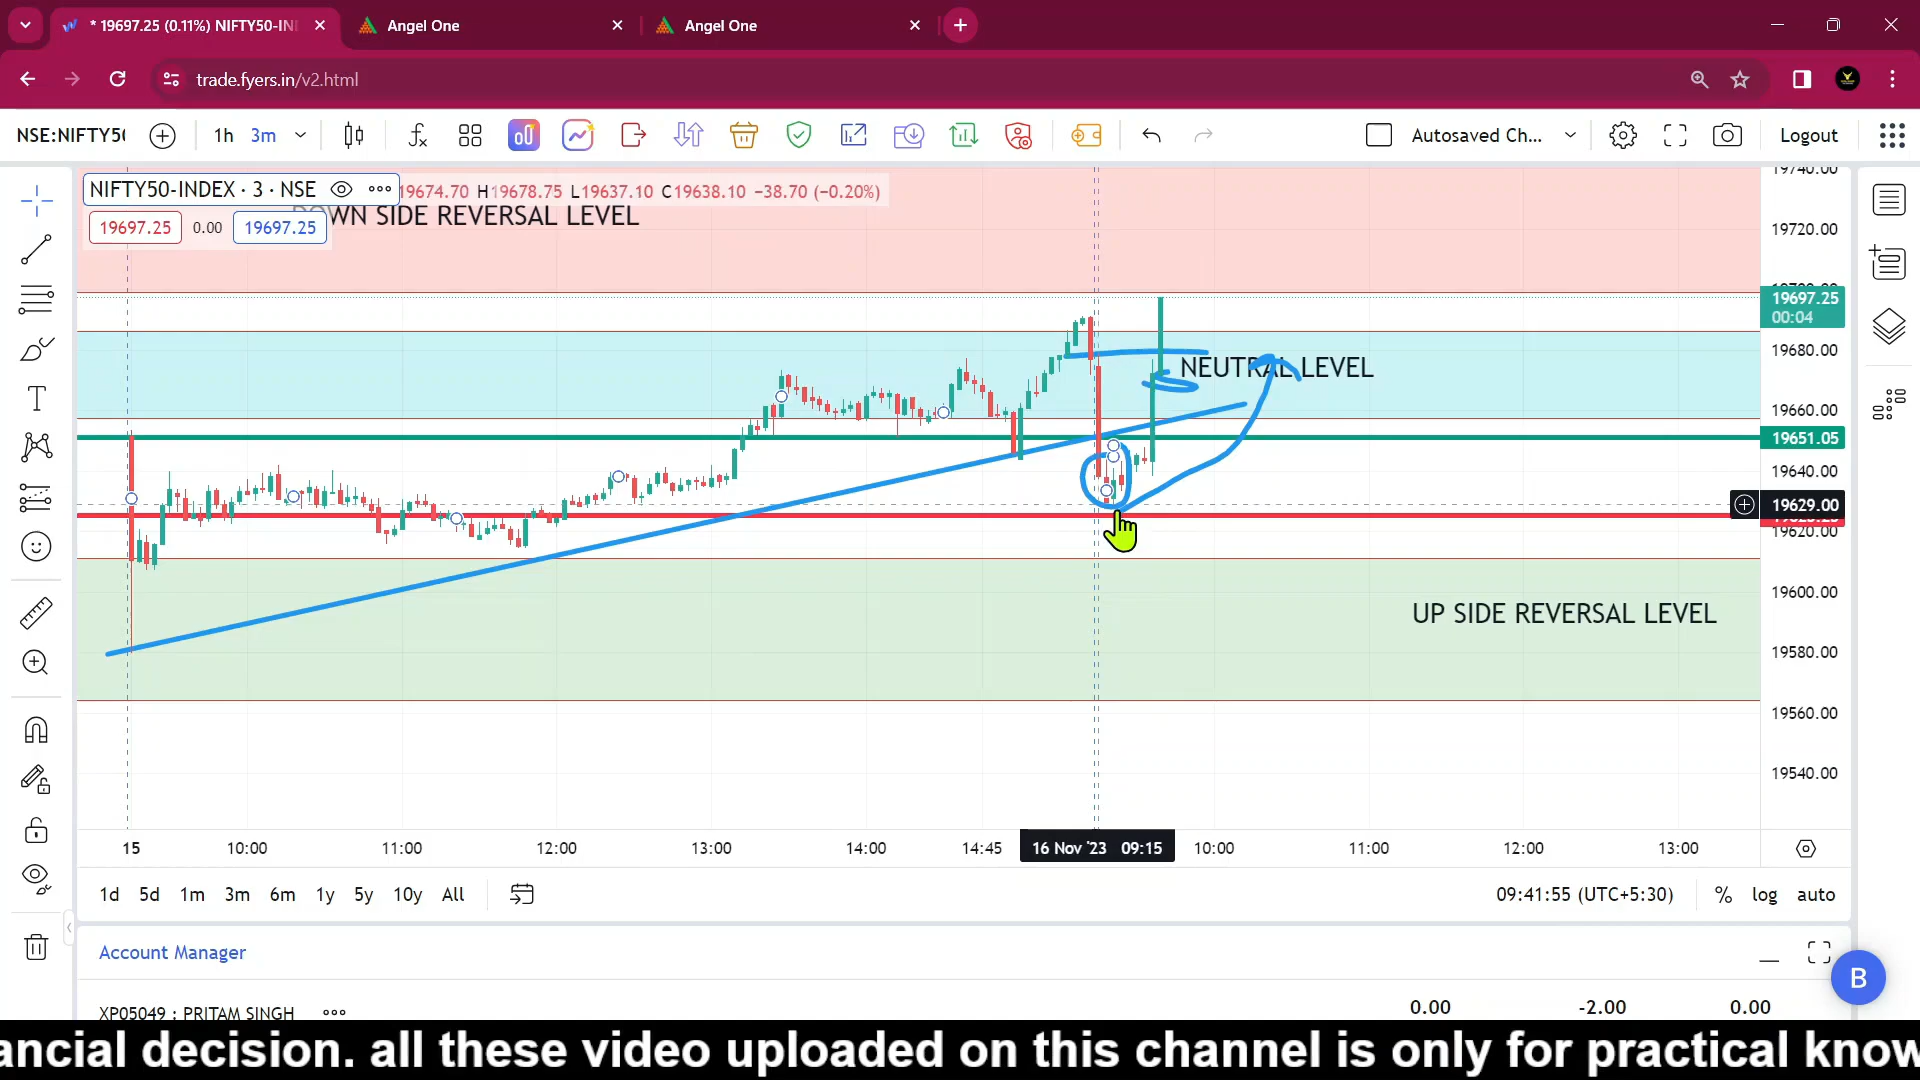 * 19697.25 (0.11%) NIFTY50-IN
Angel One
Angel One
trade.fyers.in/v2.html
NSE:NIFTY50
1h 3m
Autosaved Ch...
Logout
NIFTY50-INDEX · 3 · NSE
19674.70 H19678.75 L19637.10 C19638.10 −38.70 (−0.20%)
DOWN SIDE REVERSAL LEVEL
19697.25 0.00 19697.25
NEUTRAL LEVEL
UP SIDE REVERSAL LEVEL
19740.00
19720.00
19697.25
00:04
19680.00
19660.00
19651.05
19640.00
19629.00
19620.00
19600.00
19580.00
19560.00
19540.00
15 10:00 11:00 12:00 13:00 14:00 14:45 16 Nov '23 09:15 10:00 11:00 12:00 13:00
1d 5d 1m 3m 6m 1y 5y 10y All
09:41:55 (UTC+5:30) % log auto
Account Manager
B
XP05049 : PRITAM SINGH
0.00 -2.00 0.00
ancial decision. all these video uploaded on this channel is only for practical know